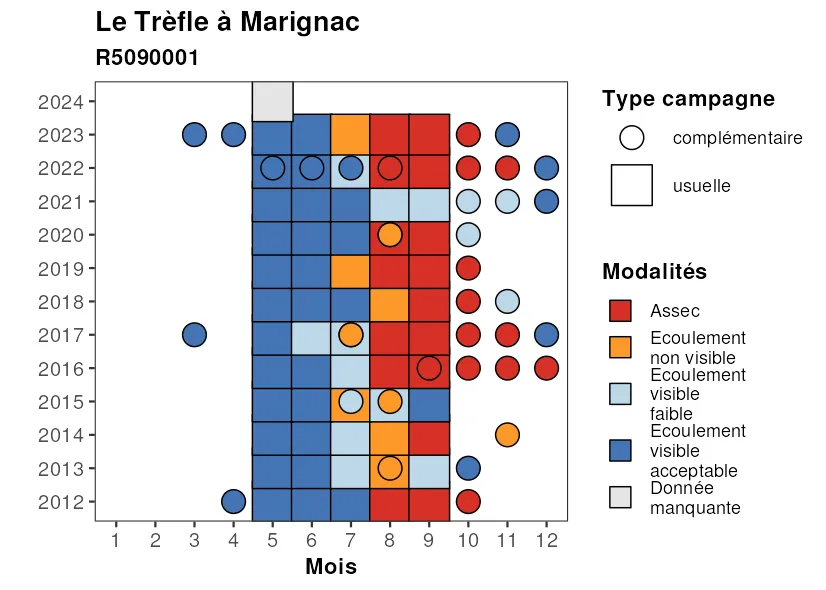 Le Trèfle à Marignac
R5090001
2024
2023
2022
2021
2020
2019
2018
2017
2016
2015
2014
2013
2012
1 2 3 4 5 6 7 8 9 10 11 12
Mois
Type campagne
complémentaire
usuelle
Modalités
Assec
Ecoulement
non visible
Ecoulement
visible
faible
Ecoulement
visible
acceptable
Donnée
manquante